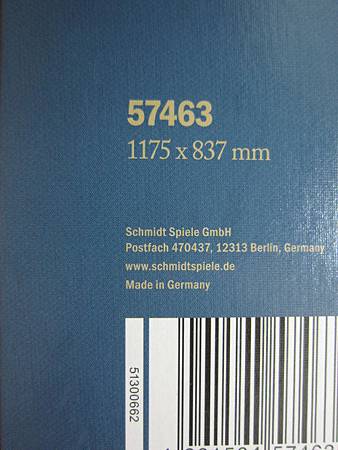 57463
1175 x 837 mm
Schmidt Spiele GmbH
Postfach 470437, 12313 Berlin, Germany
www.schmidtspiele.de
Made in Germany
51300662